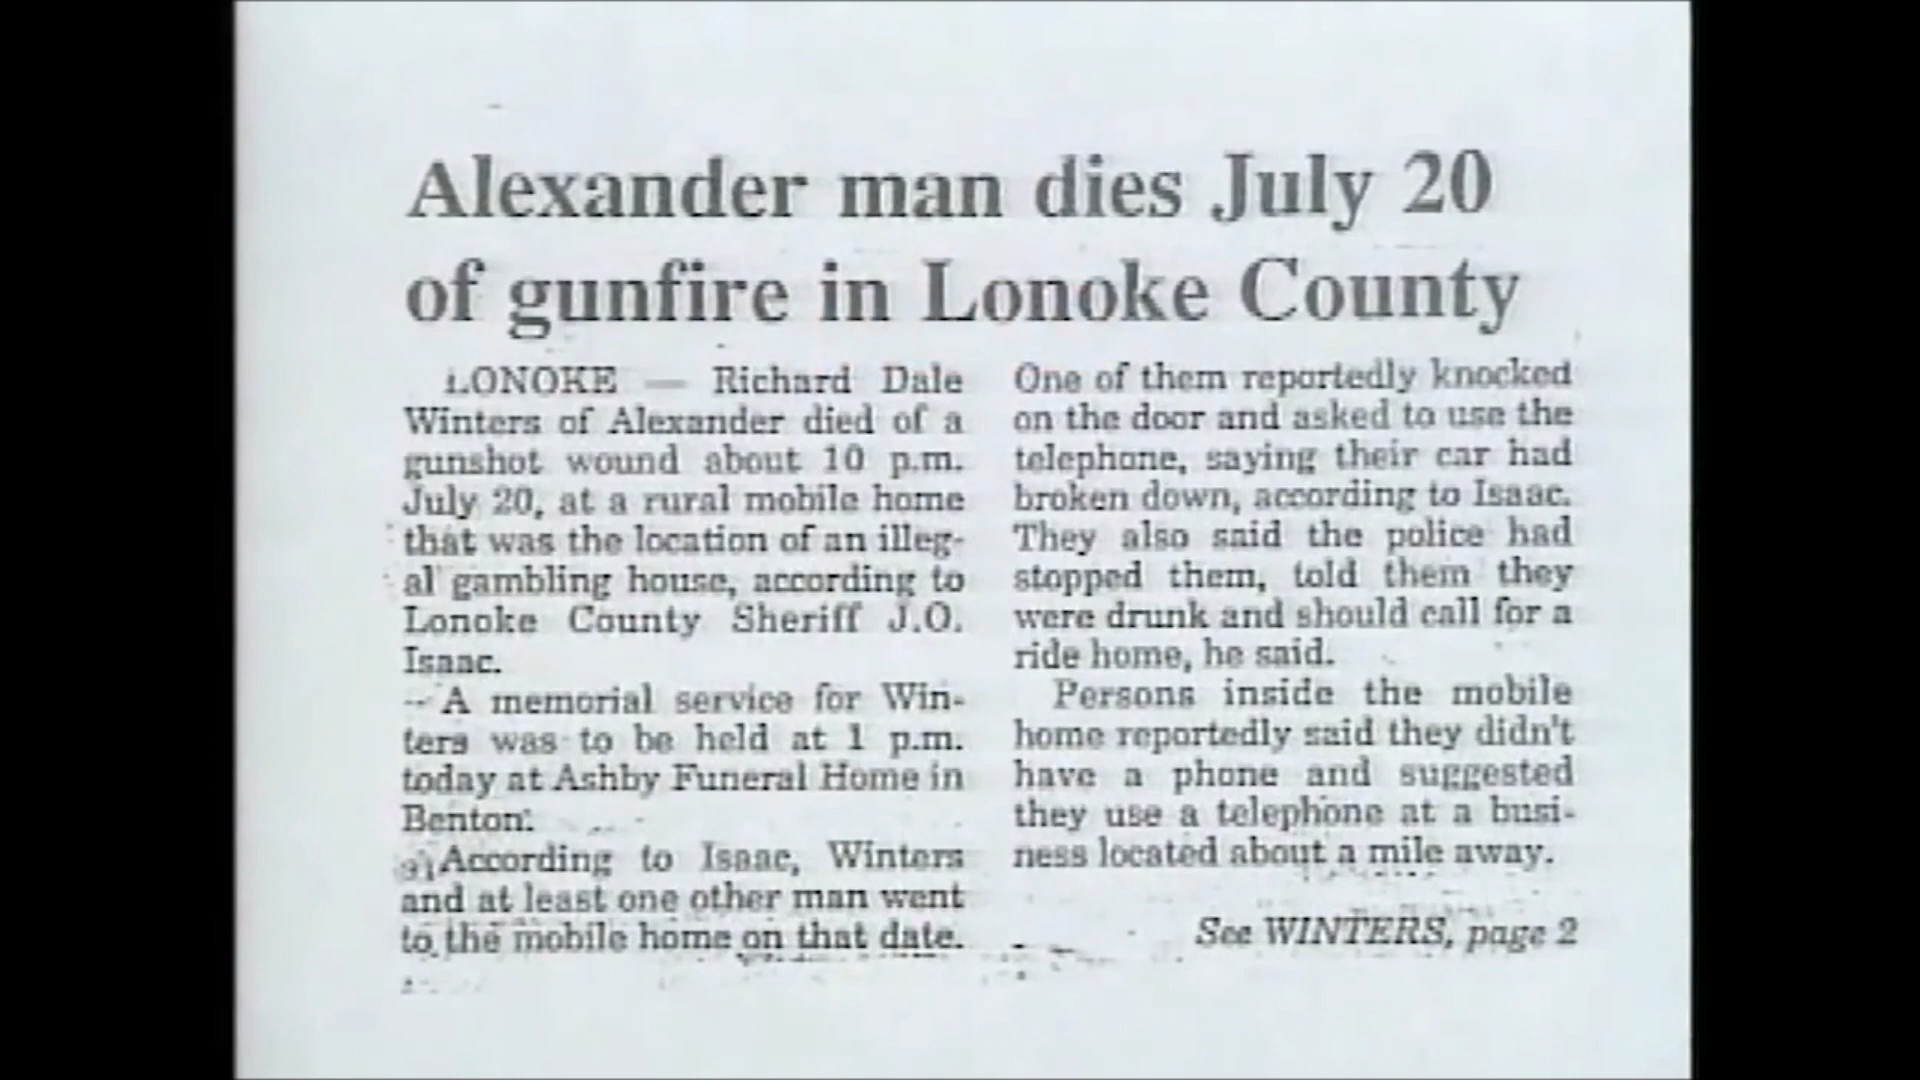 Alexander man dies July 20
of gunfire in Lonoke County
LONOKE — Richard Dale
Winters of Alexander died of a
gunshot wound about 10 p.m.
July 20, at a rural mobile home
that was the location of an illeg-
al gambling house, according to
Lonoke County Sheriff J.O.
Isaac.
A memorial service for Win-
ters was to be held at 1 p.m.
today at Ashby Funeral Home in
Benton.
According to Isaac, Winters
and at least one other man went
to the mobile home on that date.
One of them reportedly knocked
on the door and asked to use the
telephone, saying their car had
broken down, according to Isaac.
They also said the police had
stopped them, told them they
were drunk and should call for a
ride home, he said.
Persons inside the mobile
home reportedly said they didn't
have a phone and suggested
they use a telephone at a busi-
ness located about a mile away.
See WINTERS, page 2